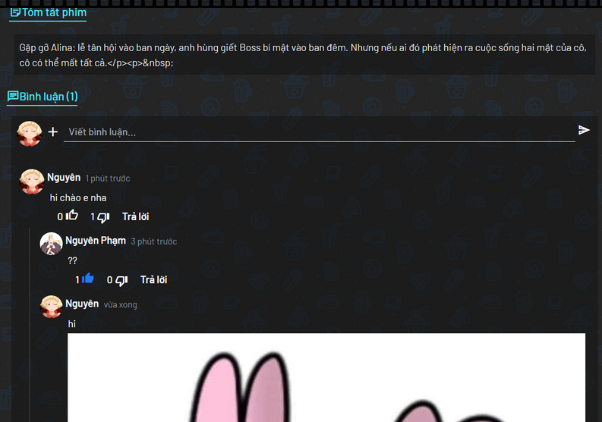 Tóm tắt phim
Gặp gỡ Alina: lễ tân hội vào ban ngày, anh hùng giết Boss bí mật vào ban đêm. Nhưng nếu ai đó phát hiện ra cuộc sống hai mặt của cô,
cô có thể mất tất cả.</p><p>&nbsp;
Bình luận (1)
Viết bình luận...
Nguyên 1 phút trước
hi chào e nha
0 1 Trả lời
Nguyên Phạm 3 phút trước
??
1 0 Trả lời
Nguyên vừa xong
hi